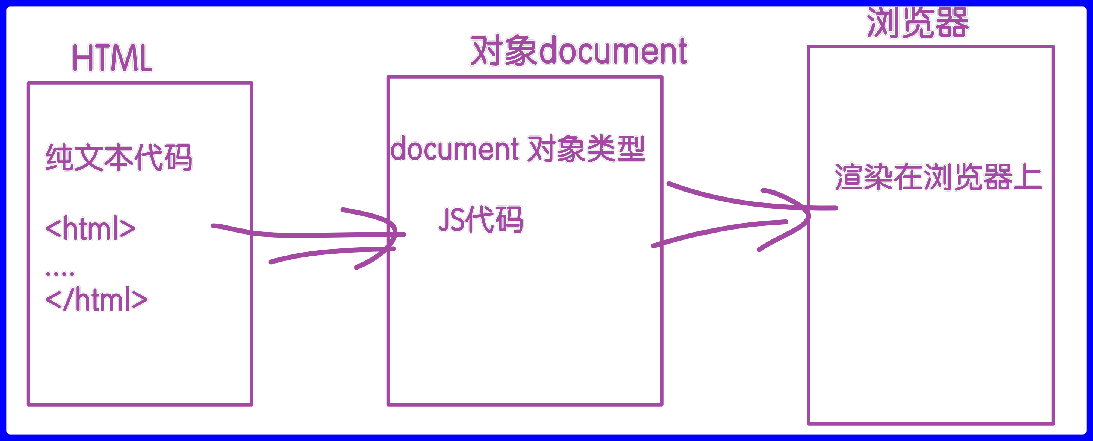 HTML
纯文本代码
<html>
....
</html>
对象document
document 对象类型
JS代码
浏览器
渲染在浏览器上